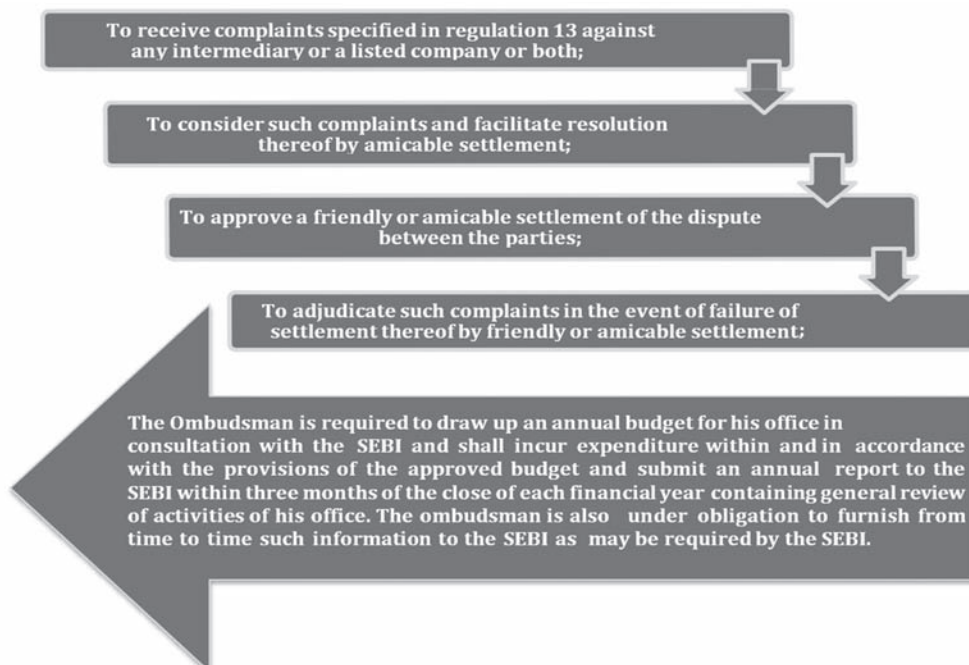 To receive complaints specified in regulation 13 against
any intermediary or a listed company or both;
To consider such complaints and facilitate resolution
thereof by amicable settlement;
To approve a friendly or amicable settlement of the dispute
between the parties;
To adjudicate such complaints in the event of failure of
settlement thereof by friendly or amicable settlement;
The Ombudsman is required to draw up an annual budget for his office in
consultation with the SEBI and shall incur expenditure within and in accordance
with the provisions of the approved budget and submit an annual report to the
SEBI within three months of the close of each financial year containing general review
of activities of his office. The ombudsman is also under obligation to furnish from
time to time such information to the SEBI as may be required by the SEBI.